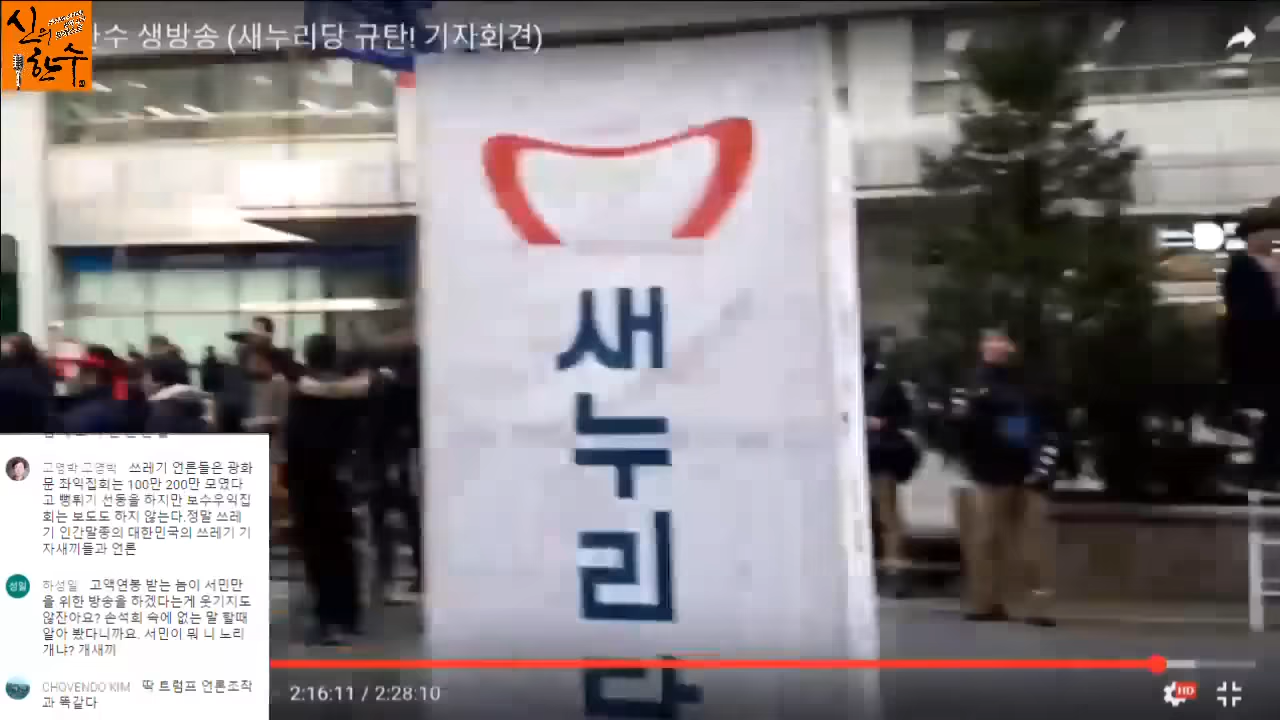 신의
한수
한수 생방송 (새누리당 규탄! 기자회견)
새
누
리
고영박 고영박 쓰레기 언론들은 광화
문 좌익집회는 100만 200만 모였다
고 뻥튀기 선동을 하지만 보수우익집
회는 보도도 하지 않는다.정말 쓰레
기 인간말종의 대한민국의 쓰레기 기
자새끼들과 언론
성일
하성일 고액연봉 받는 놈이 서민만
을 위한 방송을 하겠다는게 웃기지도
않잔아요? 손석희 속에 없는 말 할때
알아 봤다니까요. 서민이 뭐 니 노리
개냐? 개새끼
CHOVENDO KIM 딱 트럼프 언론조작
과 똑같다
2:16:11 / 2:28:10
HD